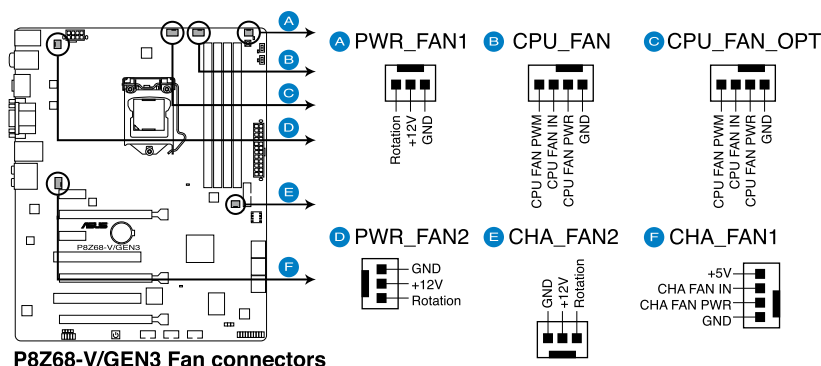 A
B
C
D
E
F
ASUS
P8Z68-V/GEN3
P8Z68-V/GEN3 Fan connectors
A PWR_FAN1
Rotation
+12V
GND
B CPU_FAN
CPU FAN PWM
CPU FAN IN
CPU FAN PWR
GND
C CPU_FAN_OPT
CPU FAN PWM
CPU FAN IN
CPU FAN PWR
GND
D PWR_FAN2
GND
+12V
Rotation
E CHA_FAN2
GND
+12V
Rotation
F CHA_FAN1
+5V
CHA FAN IN
CHA FAN PWR
GND